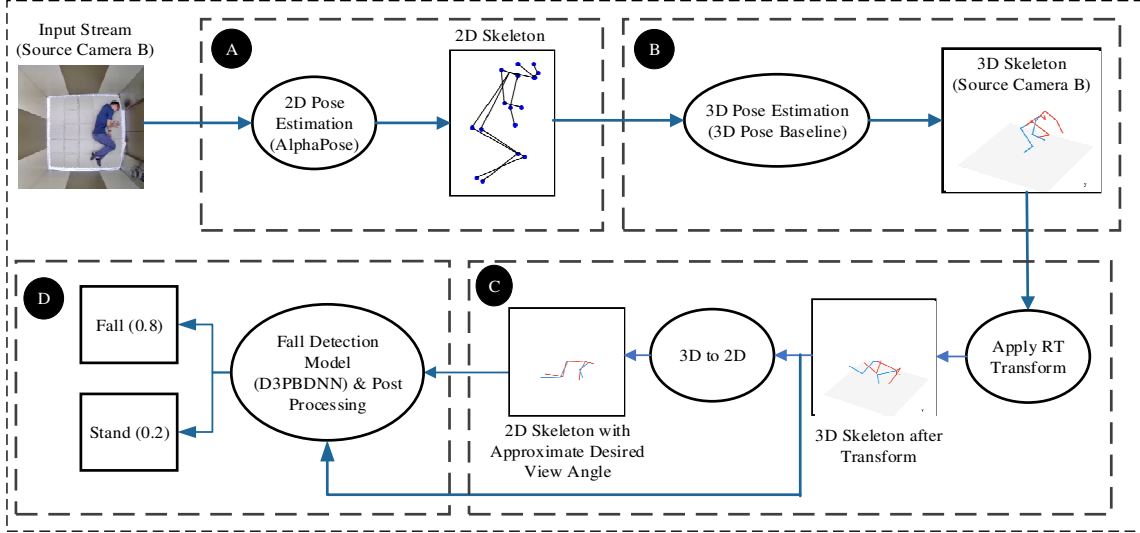 Input Stream
(Source Camera B)
A
2D Pose
Estimation
(AlphaPose)
2D Skeleton
B
3D Pose Estimation
(3D Pose Baseline)
3D Skeleton
(Source Camera B)
D
Fall (0.8)
Stand (0.2)
Fall Detection
Model
(D3PBDNN) & Post
Processing
C
2D Skeleton with
Approximate Desired
View Angle
3D to 2D
3D Skeleton after
Transform
Apply RT
Transform